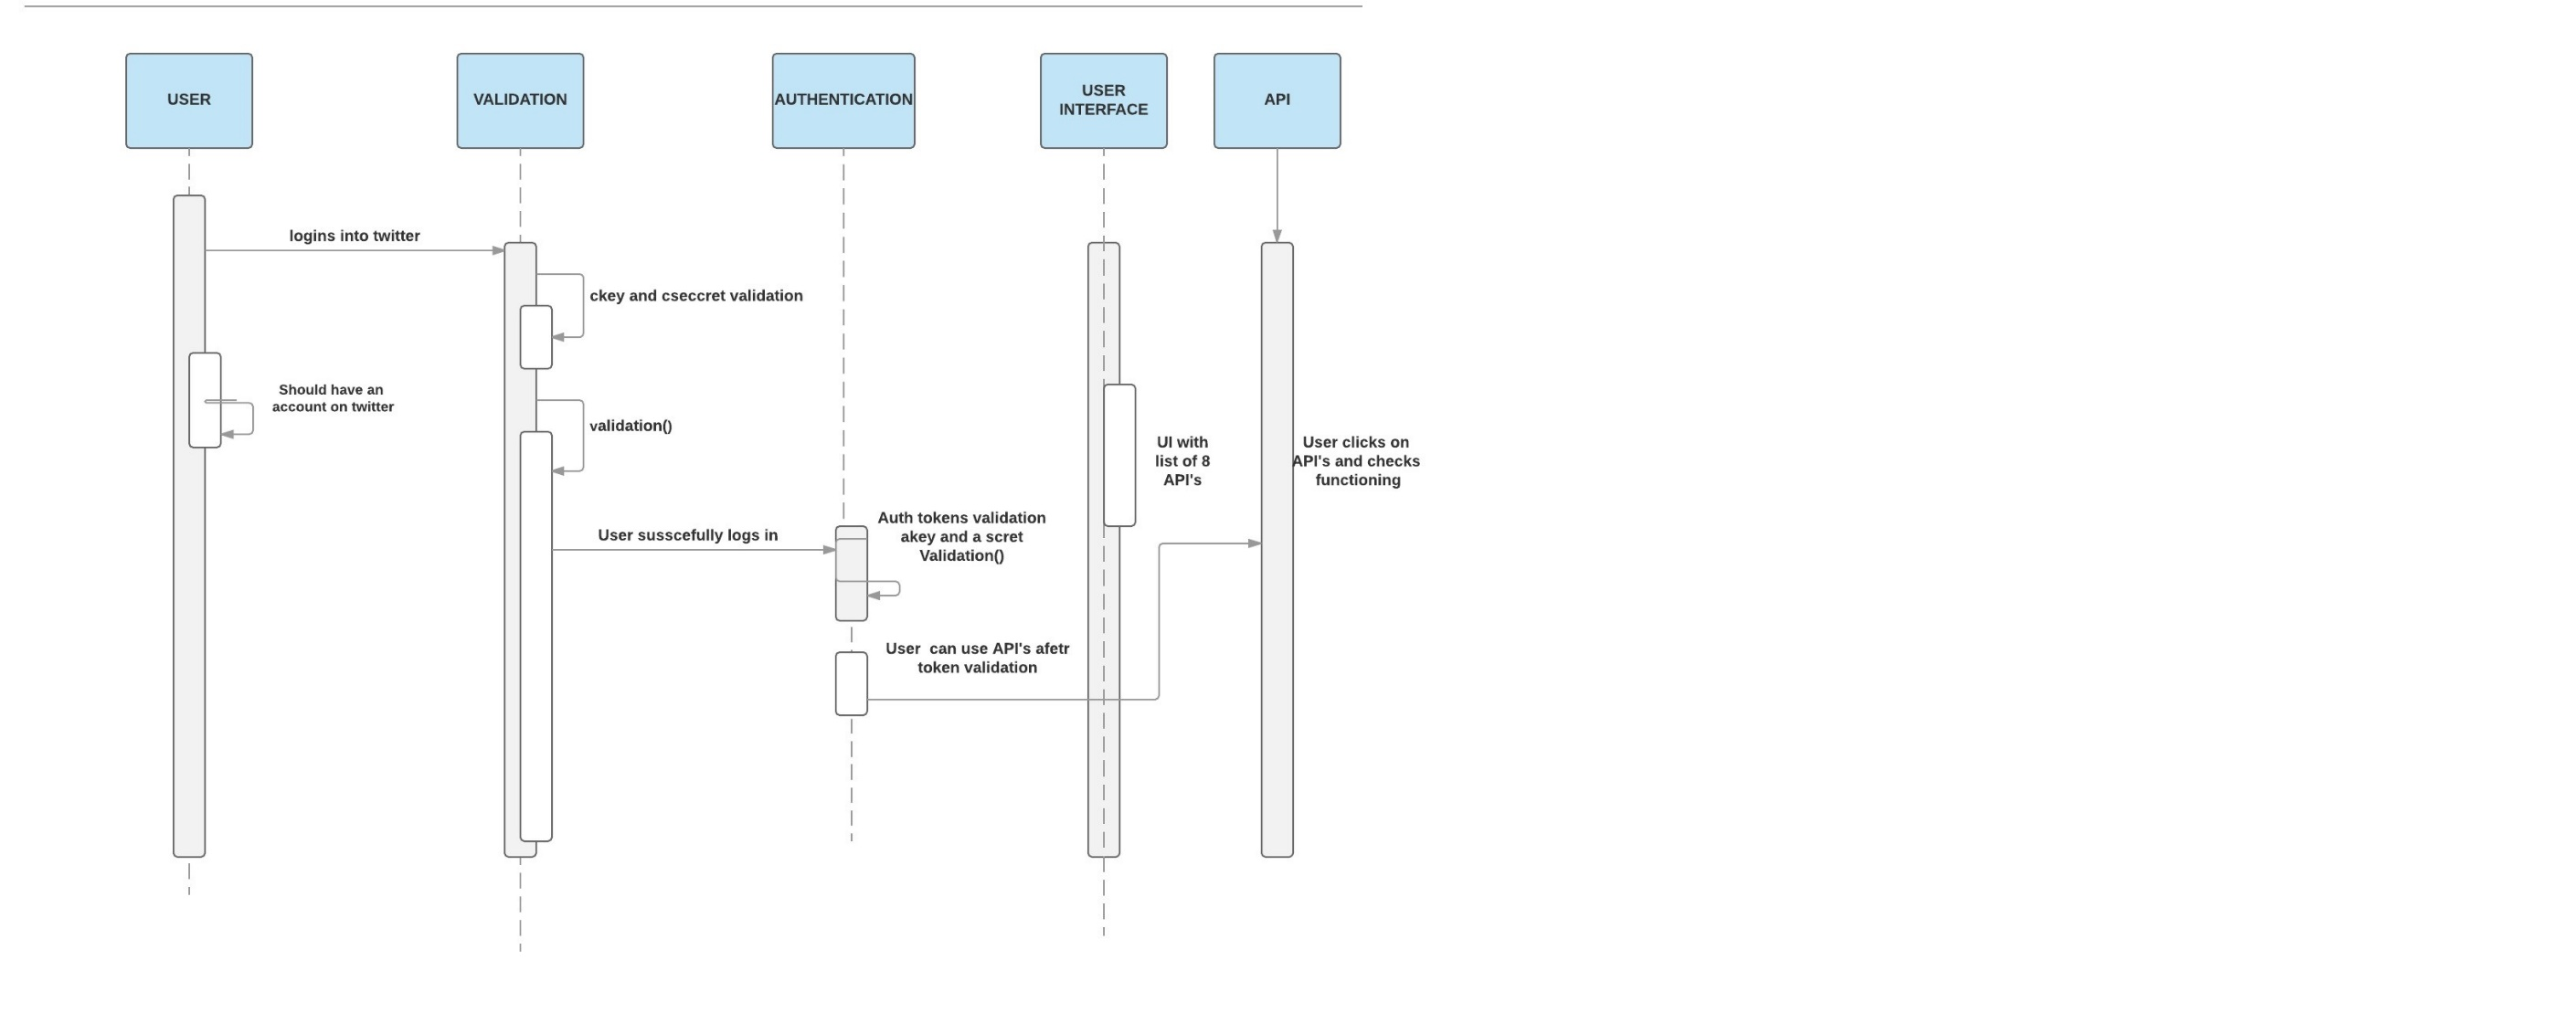 USER
VALIDATION
AUTHENTICATION
USER
INTERFACE
API
logins into twitter
ckey and cseccret validation
Should have an
account on twitter
validation()
UI with
list of 8
API's
User clicks on
API's and checks
functioning
User susscefully logs in
Auth tokens validation
akey and a scret
Validation()
User  can use API's afetr
token validation